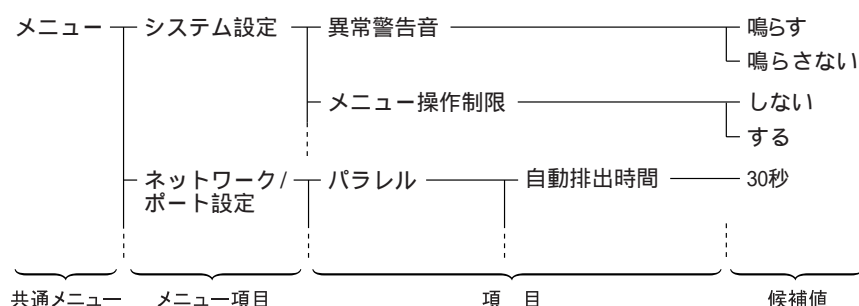 メニュー システム設定 異常警告音 鳴らす
鳴らさない
メニュー操作制限 しない
する
ネットワーク/ パラレル 自動排出時間 30秒
ポート設定
共通メニュー メニュー項目 項 目 候補値